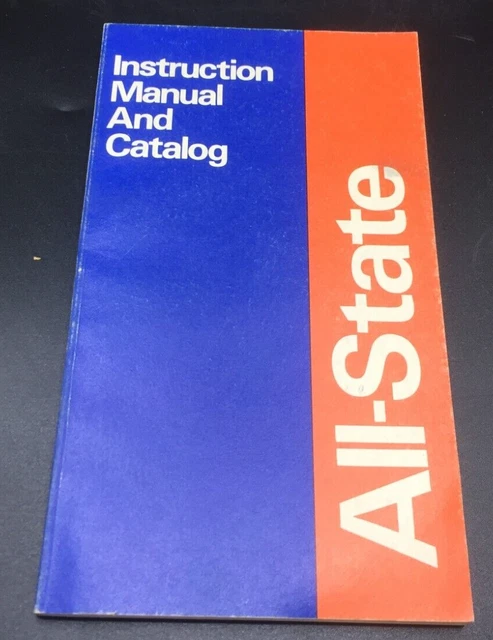 Instruction
Manual
And
Catalog
All-State